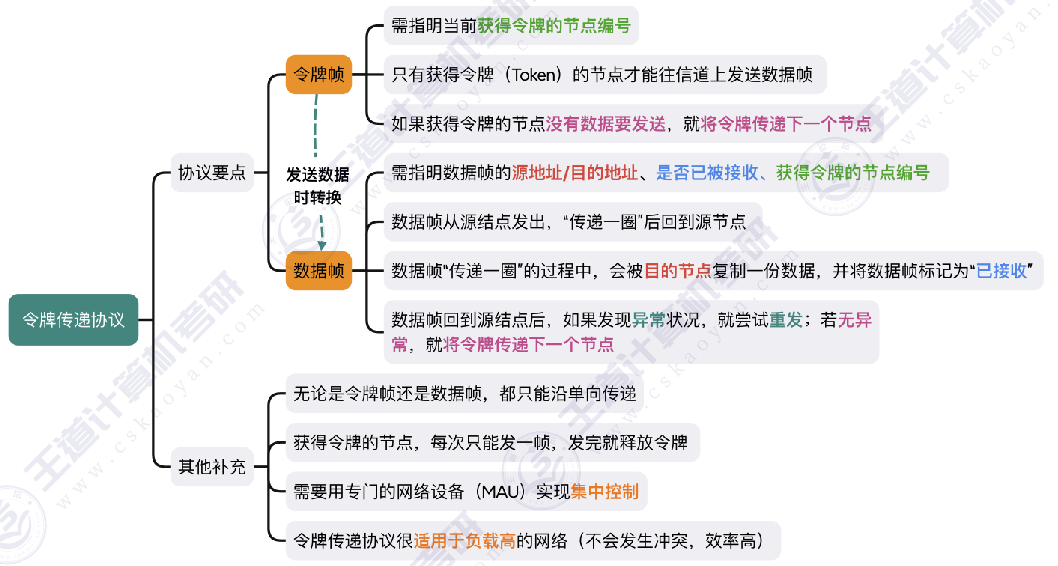 需指明当前获得令牌的节点编号
令牌帧
只有获得令牌（Token）的节点才能往信道上发送数据帧
如果获得令牌的节点没有数据要发送，就将令牌传递下一个节点
协议要点
发送数据
时转换
需指明数据帧的源地址/目的地址、是否已被接收、获得令牌的节点编号
数据帧从源结点发出，“传递一圈”后回到源节点
数据帧
数据帧“传递一圈”的过程中，会被目的节点复制一份数据，并将数据帧标记为“已接收”
令牌传递协议
数据帧回到源结点后，如果发现异常状况，就尝试重发；若无异
常，就将令牌传递下一个节点
无论是令牌帧还是数据帧，都只能沿单向传递
获得令牌的节点，每次只能发一帧，发完就释放令牌
其他补充
需要用专门的网络设备（MAU）实现集中控制
令牌传递协议很适用于负载高的网络（不会发生冲突，效率高）
王道计算机考研
www.cskaoyan.com